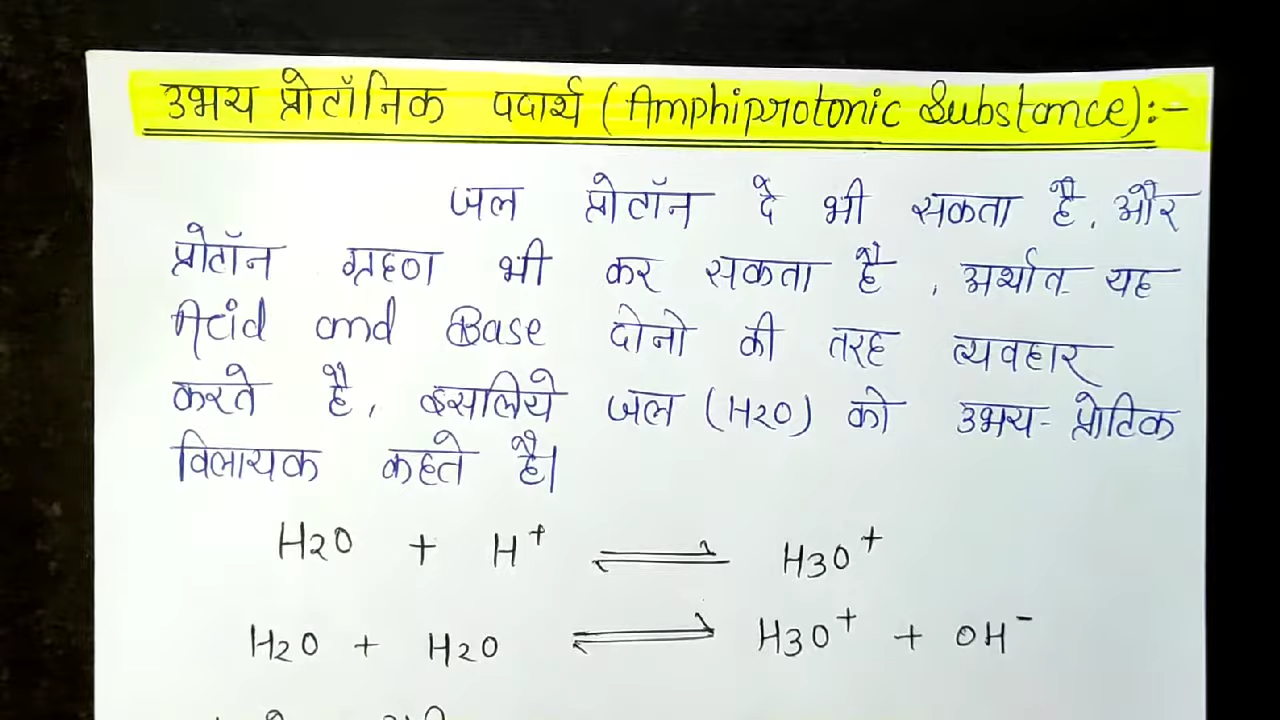 उभय प्रोटॉनिक पदार्थ (Amphiprotonic Substance):-
जल प्रोटॉन दे भी सकता है, और
प्रोटॉन ग्रहण भी कर सकता है, अर्थात यह
Acid and Base दोनो की तरह व्यवहार
करते है, इसलिये जल (H2O) को उभय-प्रोटिक
विलायक कहते है।
H2O + H+ ⇌ H3O+
H2O + H2O ⇌ H3O+ + OH-